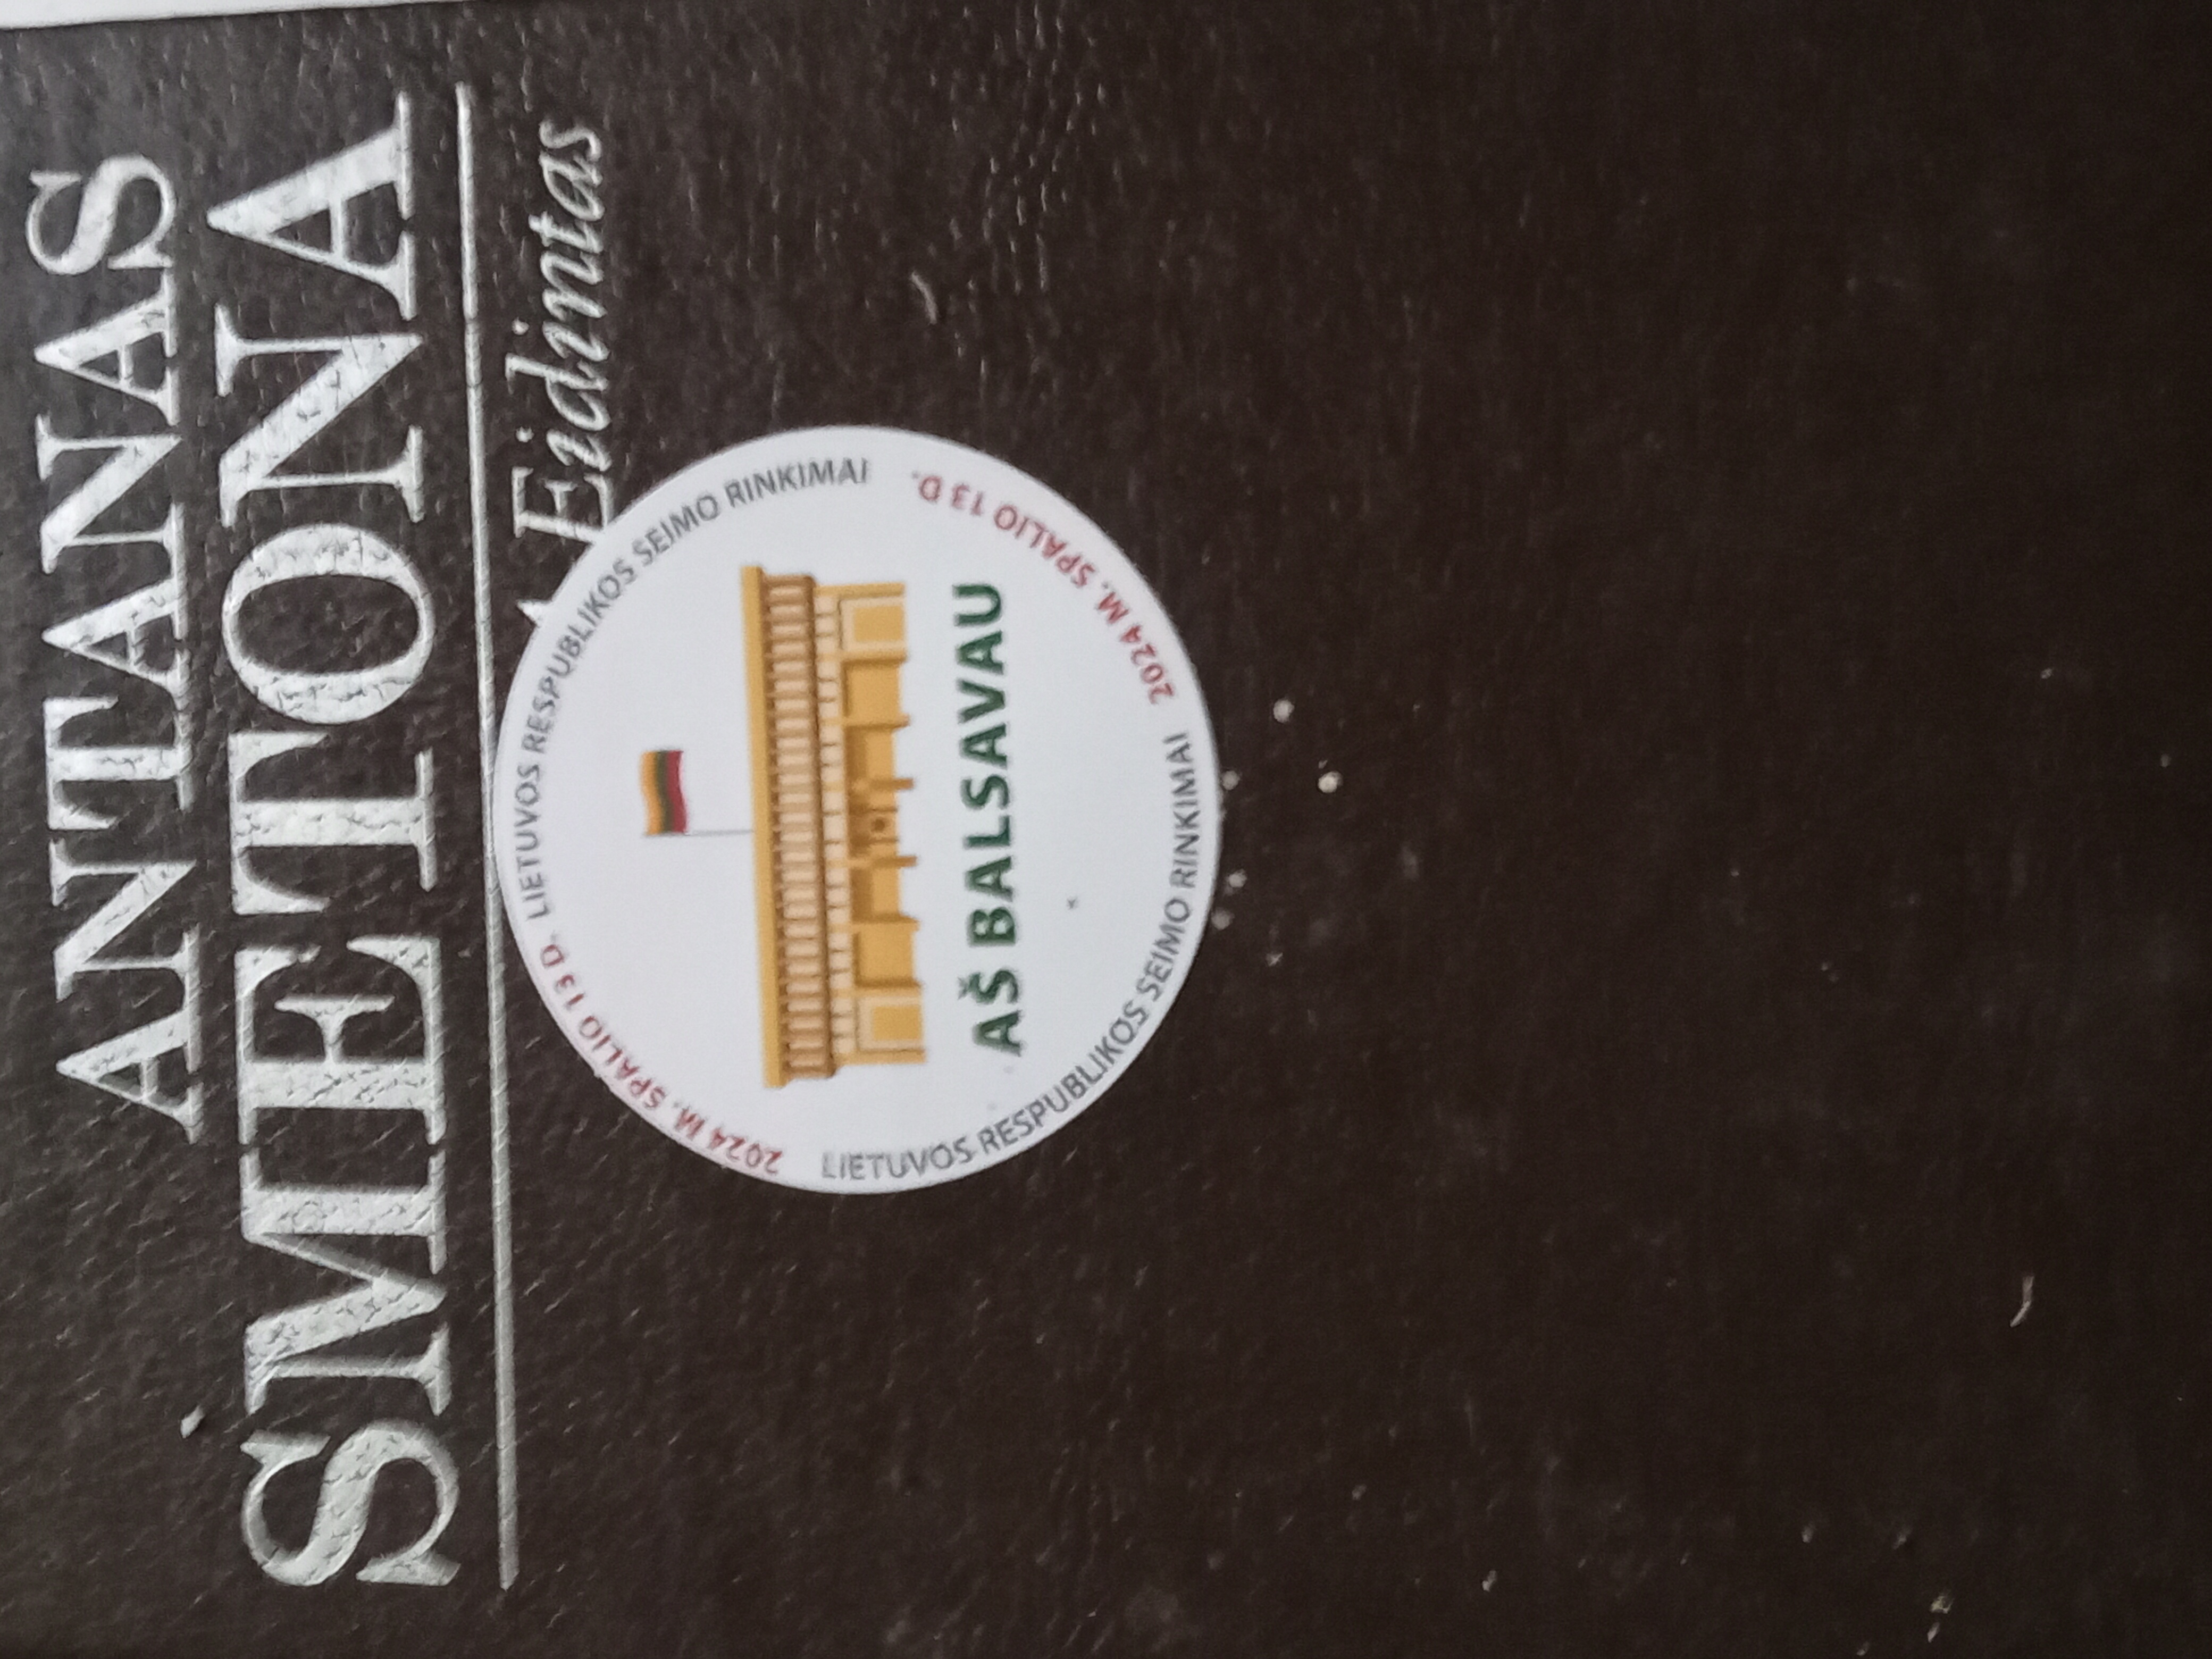 ANTANAS
SMETONA
A Eidintas
LIETUVOS RESPUBLIKOS SEIMO RINKIMAI
2024 M. SPALIO 13 D.
AŠ BALSAVAU
LIETUVOS RESPUBLIKOS SEIMO RINKIMAI
2024 M. SPALIO 13 D.